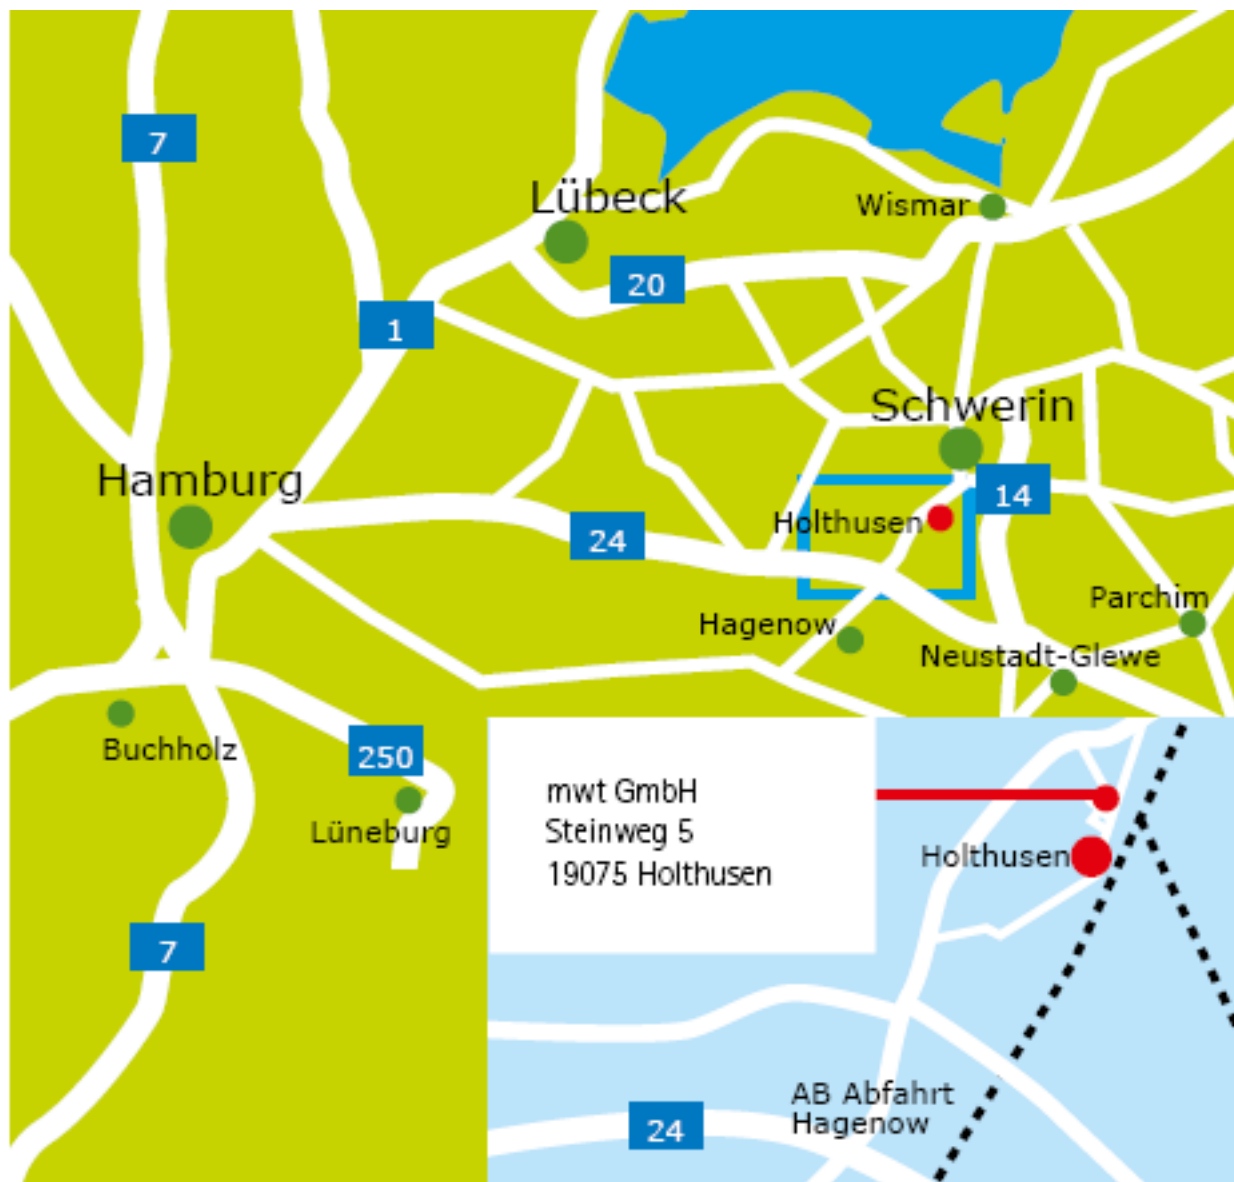 7
Lübeck
Wismar
20
1
Schwerin
Hamburg
14
Holthusen
24
Parchim
Hagenow
Neustadt-Glewe
Buchholz
250
Lüneburg
mwt GmbH
Steinweg 5
19075 Holthusen
Holthusen
7
AB Abfahrt
Hagenow
24